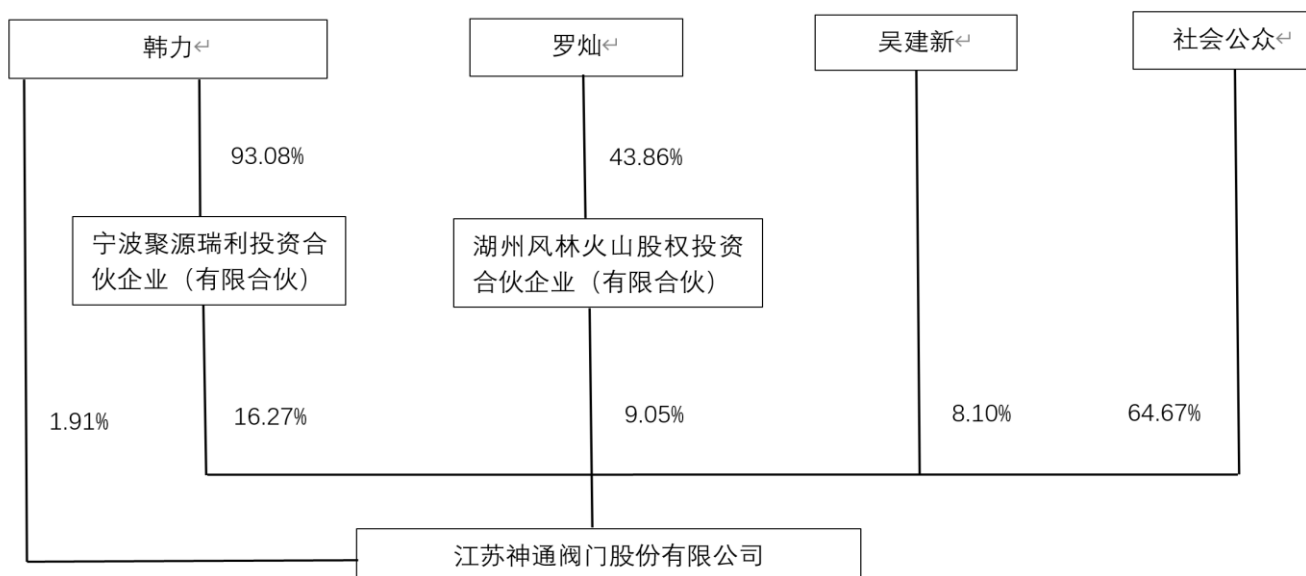 韩力↵
罗灿↵
吴建新↵
社会公众↵
93.08%
43.86%
宁波聚源瑞利投资合
伙企业（有限合伙）
湖州风林火山股权投资
合伙企业（有限合伙）
1.91%
16.27%
9.05%
8.10%
64.67%
江苏神通阀门股份有限公司